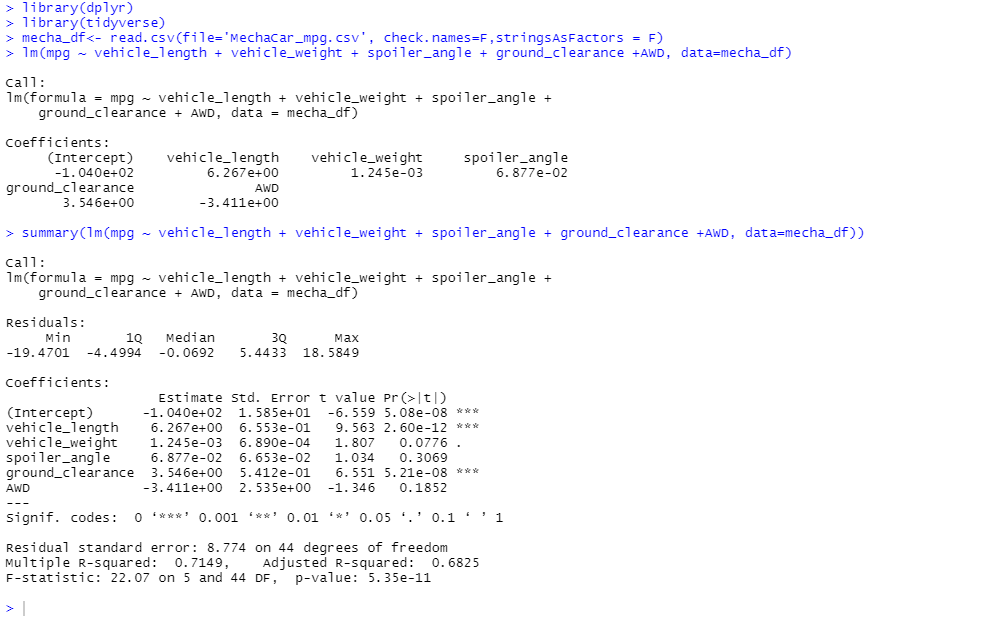 > library(dplyr)
> library(tidyverse)
> mecha_df<- read.csv(file='MechaCar_mpg.csv', check.names=F,stringsAsFactors = F)
> lm(mpg ~ vehicle_length + vehicle_weight + spoiler_angle + ground_clearance +AWD, data=mecha_df)

Call:
lm(formula = mpg ~ vehicle_length + vehicle_weight + spoiler_angle +
    ground_clearance + AWD, data = mecha_df)

Coefficients:
     (Intercept)    vehicle_length    vehicle_weight     spoiler_angle
      -1.040e+02         6.267e+00         1.245e-03         6.877e-02
ground_clearance               AWD
       3.546e+00        -3.411e+00

> summary(lm(mpg ~ vehicle_length + vehicle_weight + spoiler_angle + ground_clearance +AWD, data=mecha_df))

Call:
lm(formula = mpg ~ vehicle_length + vehicle_weight + spoiler_angle +
    ground_clearance + AWD, data = mecha_df)

Residuals:
     Min       1Q   Median       3Q      Max
-19.4701  -4.4994  -0.0692   5.4433  18.5849

Coefficients:
                   Estimate Std. Error t value Pr(>|t|)
(Intercept)      -1.040e+02  1.585e+01  -6.559 5.08e-08 ***
vehicle_length    6.267e+00  6.553e-01   9.563 2.60e-12 ***
vehicle_weight    1.245e-03  6.890e-04   1.807   0.0776 .
spoiler_angle     6.877e-02  6.653e-02   1.034   0.3069
ground_clearance  3.546e+00  5.412e-01   6.551 5.21e-08 ***
AWD              -3.411e+00  2.535e+00  -1.346   0.1852
---
Signif. codes:  0 ‘***’ 0.001 ‘**’ 0.01 ‘*’ 0.05 ‘.’ 0.1 ‘ ’ 1

Residual standard error: 8.774 on 44 degrees of freedom
Multiple R-squared:  0.7149,    Adjusted R-squared:  0.6825
F-statistic: 22.07 on 5 and 44 DF,  p-value: 5.35e-11

>